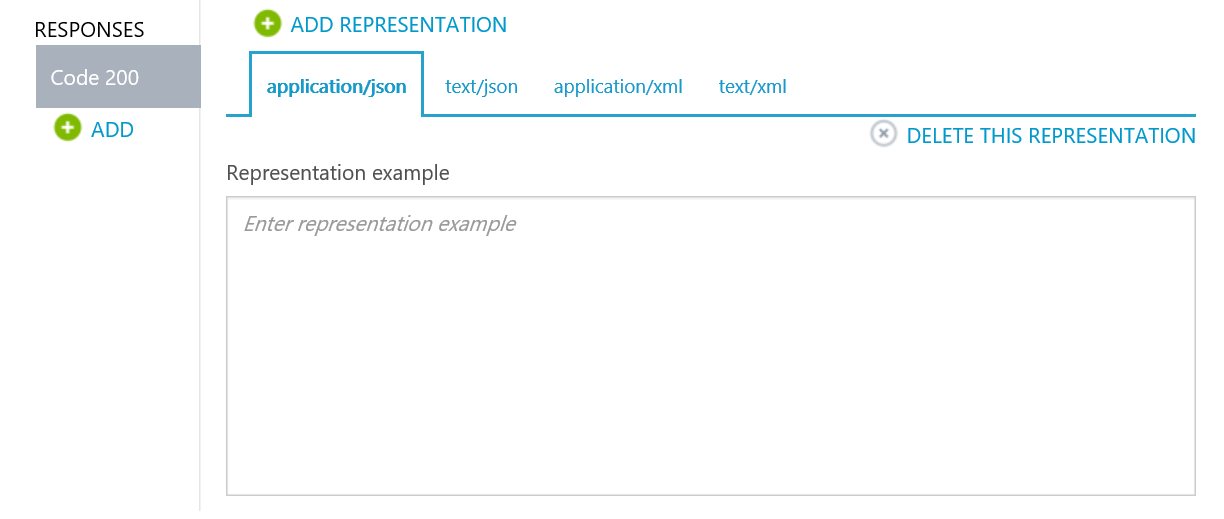 RESPONSES
Code 200
ADD
ADD REPRESENTATION
application/json text/json application/xml text/xml
DELETE THIS REPRESENTATION
Representation example
Enter representation example